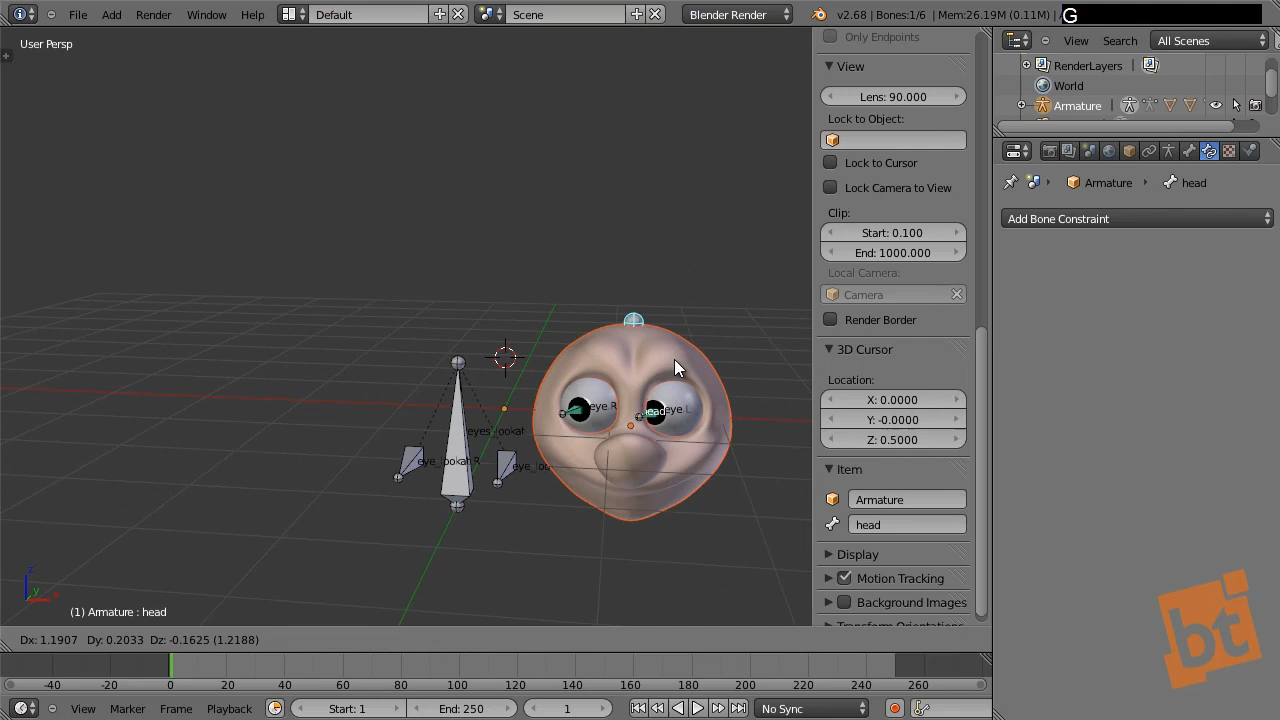 File Add Render Window Help Default Scene Blender Render v2.68 | Bones:1/6 | Mem:26.19M (0.11M) | G
User Persp
Only Endpoints
View
Lens: 90.000
Lock to Object:
Lock to Cursor
Lock Camera to View
Clip:
Start: 0.100
End: 1000.000
Local Camera:
Camera
Render Border
3D Cursor
Location:
X: 0.0000
Y: -0.0000
Z: 0.5000
Item
Armature
head
Display
Motion Tracking
Background Images
Transform Orientations
View Search All Scenes
RenderLayers
World
Armature
Armature head
Add Bone Constraint
eye R
head
eye L
eyes_lookat
eye_lookat R
z
y
x
(1) Armature : head
Dx: 1.1907 Dy: 0.2033 Dz: -0.1625 (1.2188)
-40 -20 0 20 40 60 80 100 120 140 160 180 200 220 240 260
View Marker Frame Playback Start: 1 End: 250 1 No Sync
bt